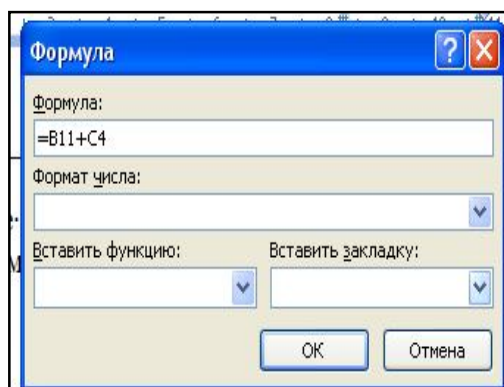 Формула
Формула:
=B11+C4
Формат числа:
Вставить функцию:
Вставить закладку:
ОК
Отмена